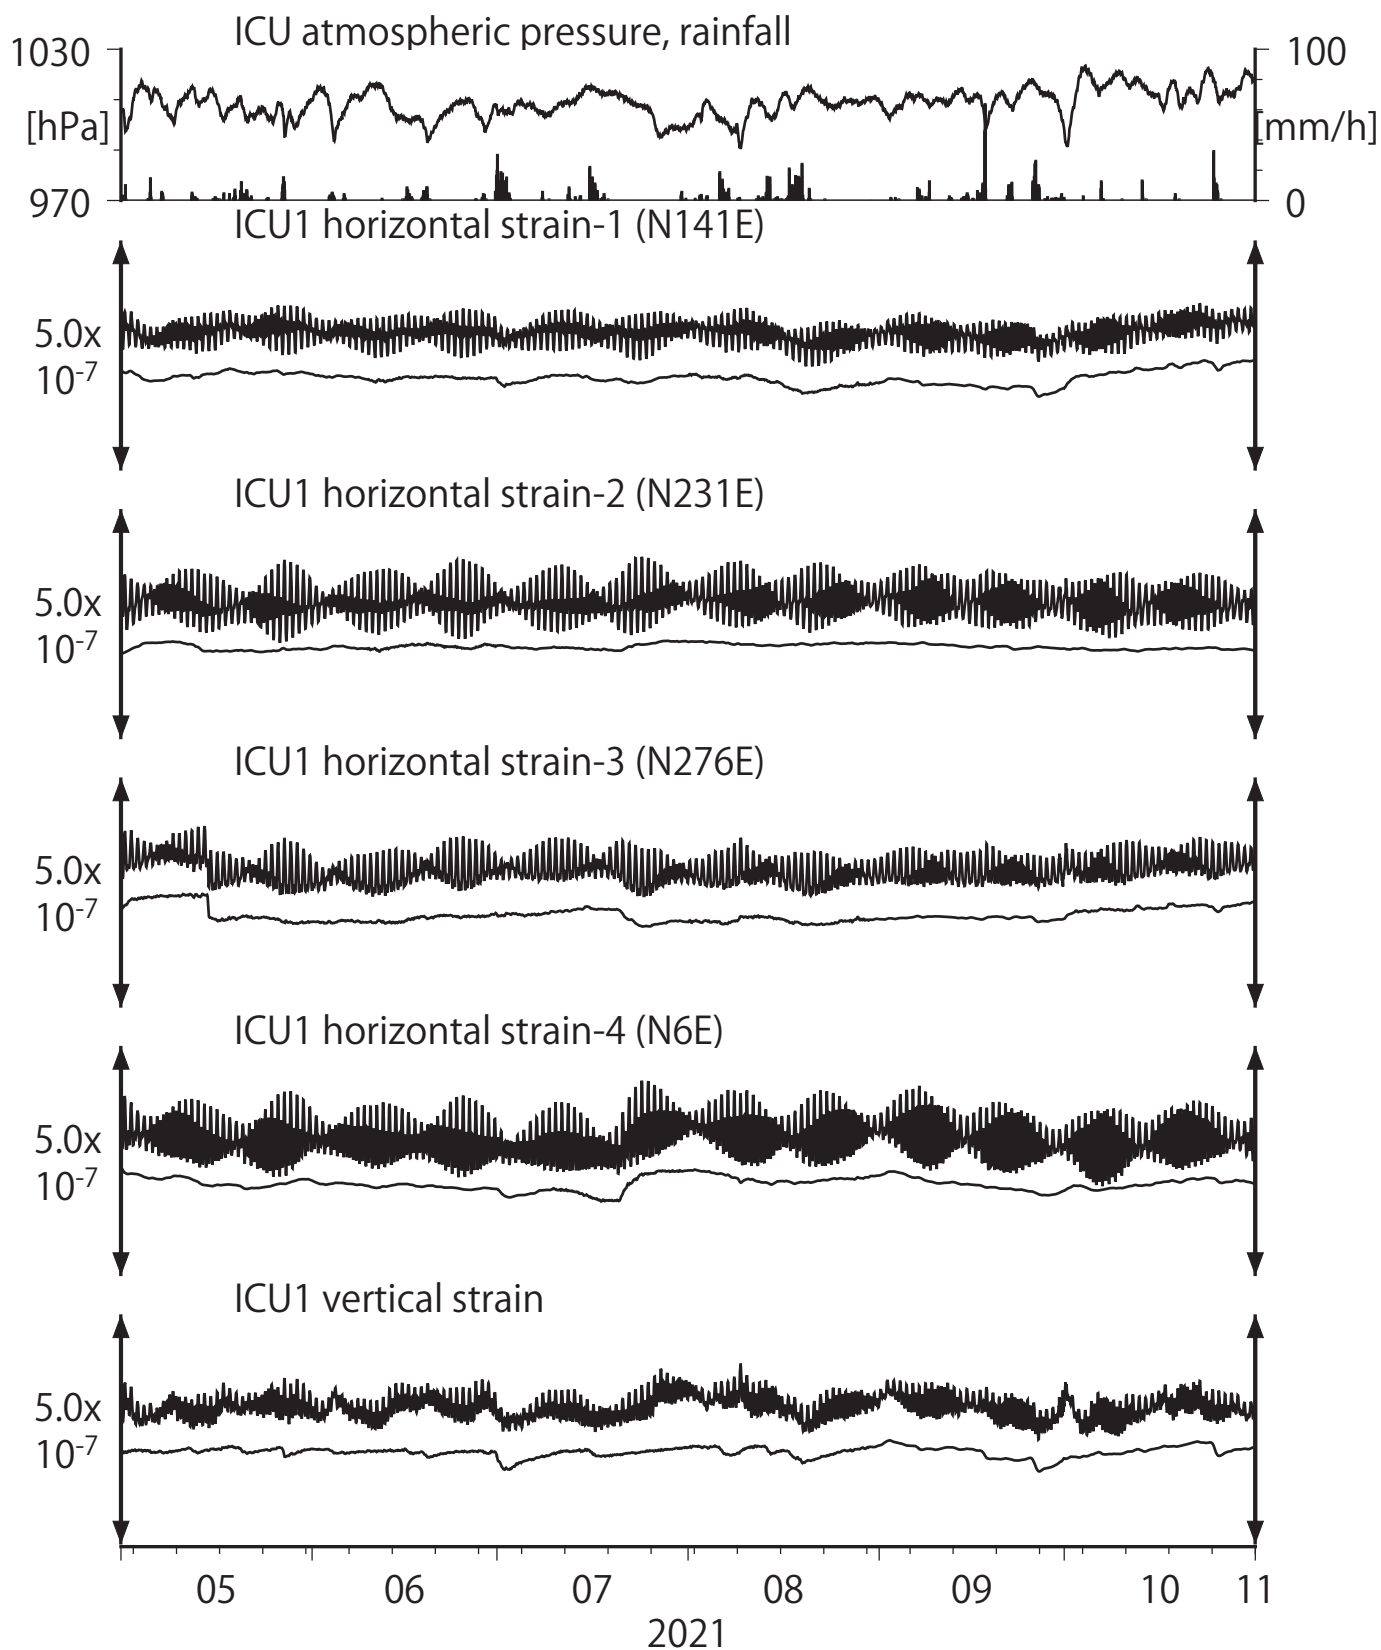 ICU atmospheric pressure, rainfall
1030
100
[hPa]
[mm/h]
970
0
ICU1 horizontal strain-1 (N141E)
5.0x
10-7
ICU1 horizontal strain-2 (N231E)
5.0x
10-7
ICU1 horizontal strain-3 (N276E)
5.0x
10-7
ICU1 horizontal strain-4 (N6E)
5.0x
10-7
ICU1 vertical strain
5.0x
10-7
05 06 07 08 09 10 11
2021